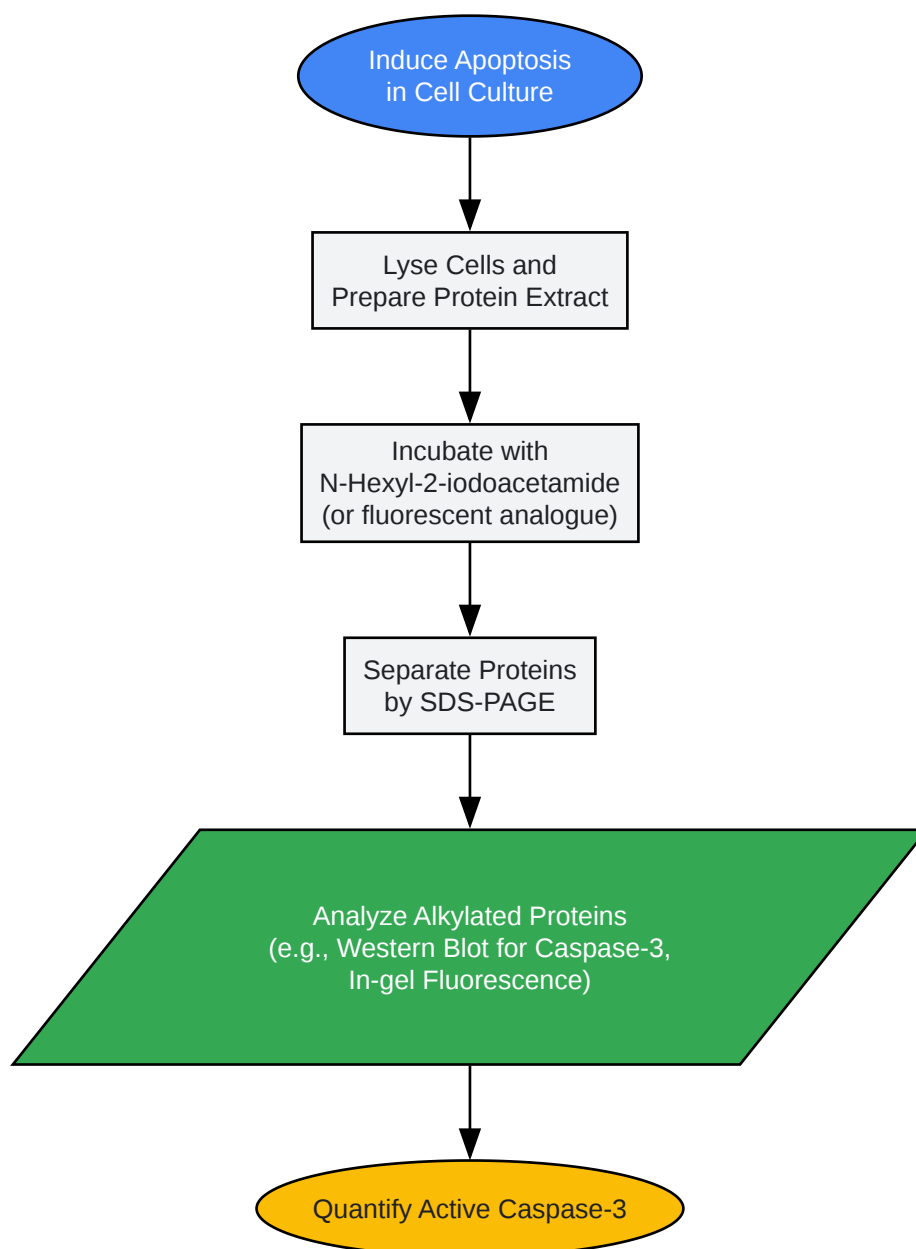 Induce Apoptosis
in Cell Culture
Lyse Cells and
Prepare Protein Extract
Incubate with
N-Hexyl-2-iodoacetamide
(or fluorescent analogue)
Separate Proteins
by SDS-PAGE
Analyze Alkylated Proteins
(e.g., Western Blot for Caspase-3,
In-gel Fluorescence)
Quantify Active Caspase-3